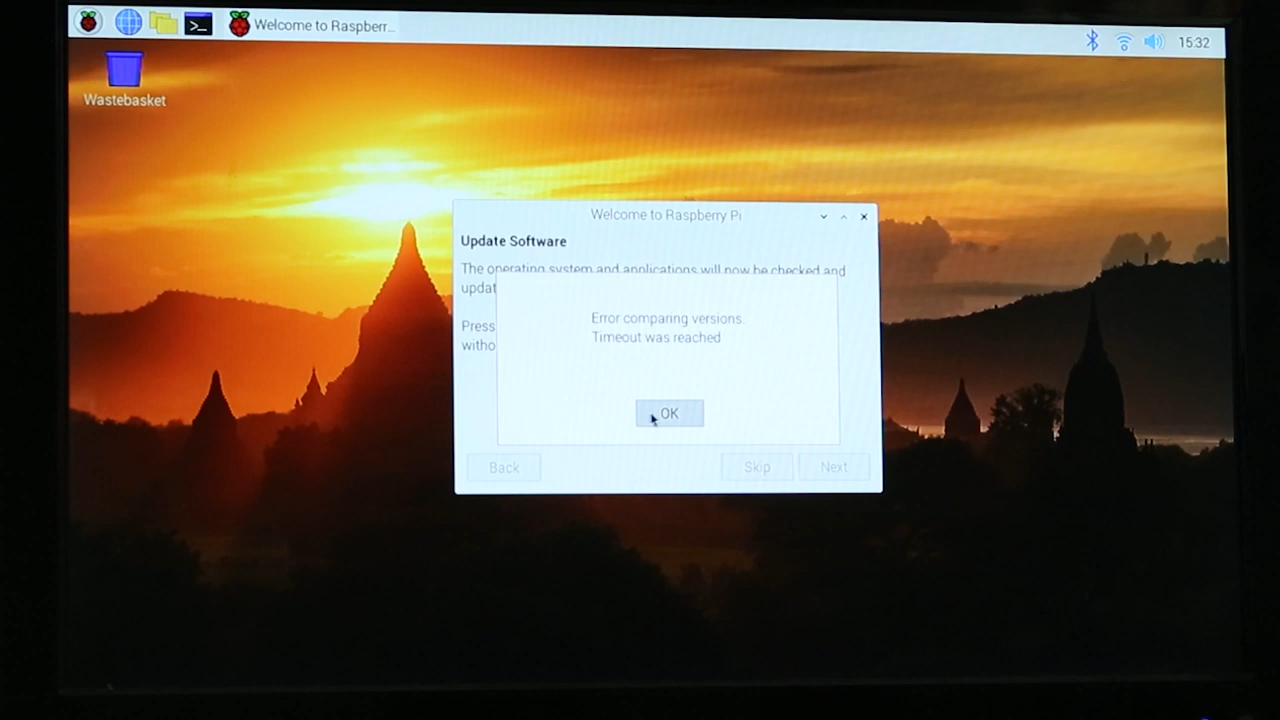 Welcome to Raspberr...
15:32
Wastebasket
Welcome to Raspberry Pi
Update Software
The operating system and applications will now be checked and
updat
Error comparing versions.
Press
Timeout was reached
witho
OK
Back
Skip
Next